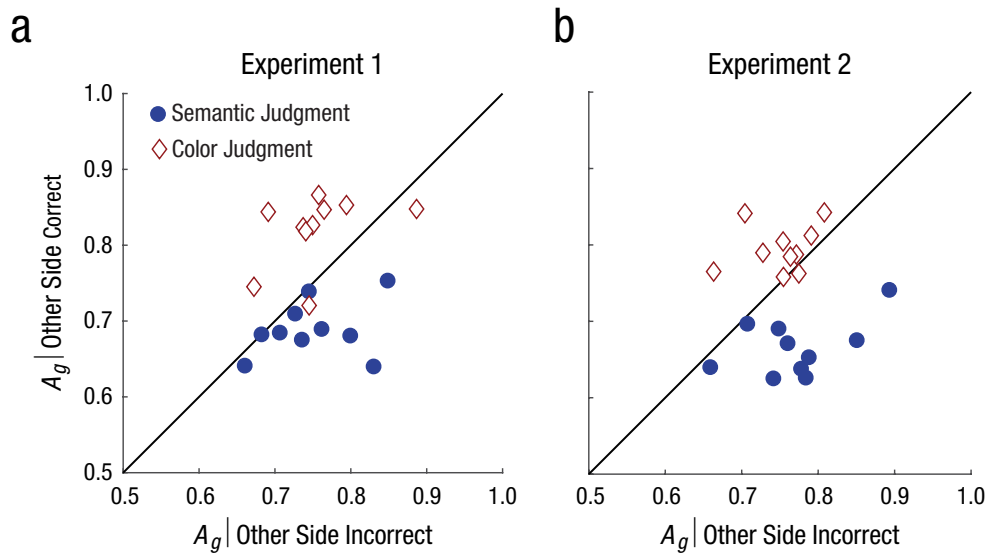 a
Experiment 1
1.0
0.9
0.8
0.7
0.6
0.5
Ag | Other Side Correct
Semantic Judgment
Color Judgment
0.5 0.6 0.7 0.8 0.9 1.0
Ag | Other Side Incorrect
b
Experiment 2
0.5 0.6 0.7 0.8 0.9 1.0
Ag | Other Side Incorrect